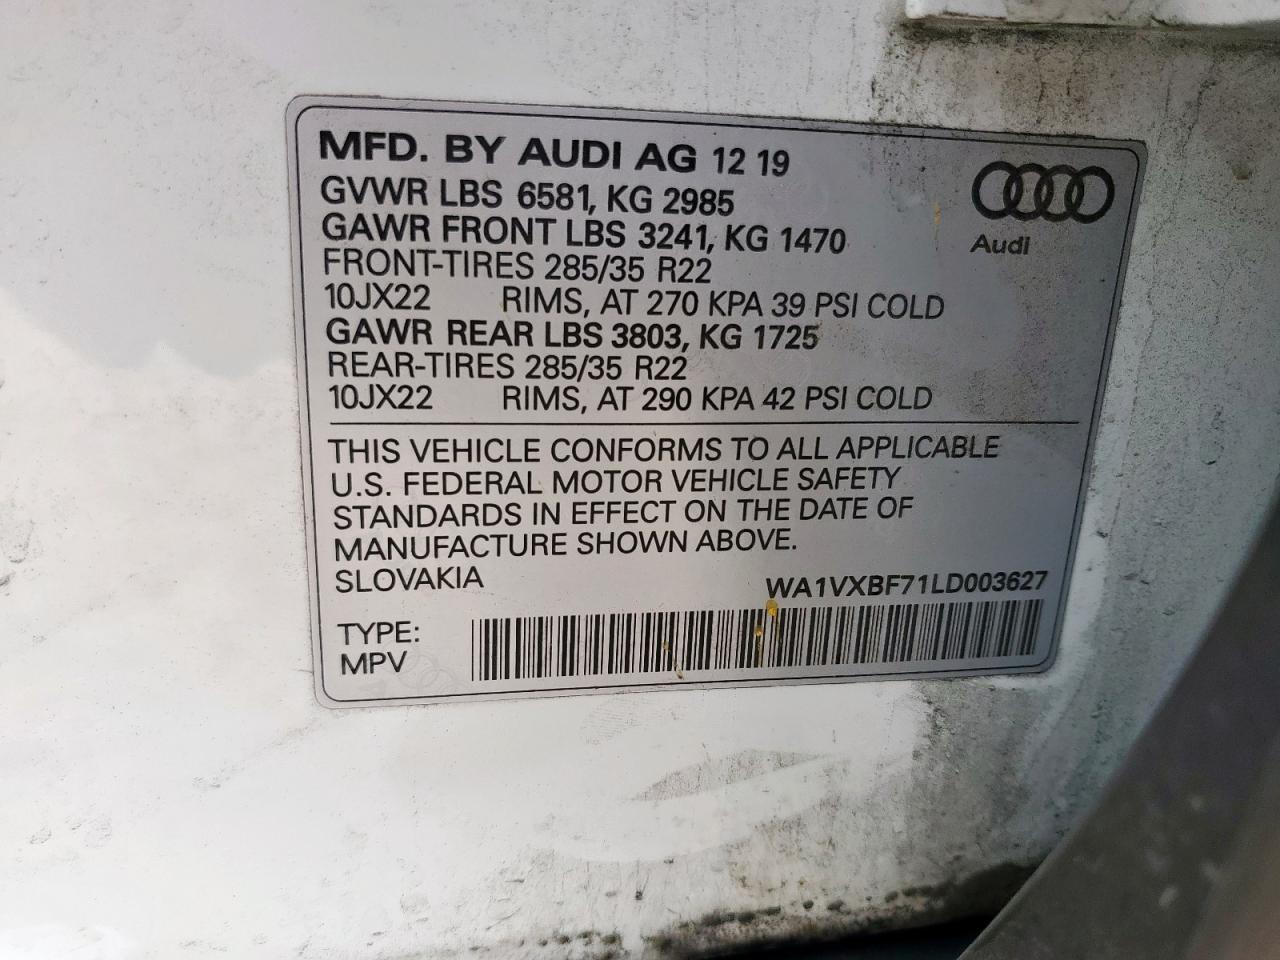 MFD. BY AUDI AG 12 19
GVWR LBS 6581, KG 2985
GAWR FRONT LBS 3241, KG 1470
FRONT-TIRES 285/35 R22
10JX22 RIMS, AT 270 KPA 39 PSI COLD
GAWR REAR LBS 3803, KG 1725
REAR-TIRES 285/35 R22
10JX22 RIMS, AT 290 KPA 42 PSI COLD
Audi
THIS VEHICLE CONFORMS TO ALL APPLICABLE
U.S. FEDERAL MOTOR VEHICLE SAFETY
STANDARDS IN EFFECT ON THE DATE OF
MANUFACTURE SHOWN ABOVE.
SLOVAKIA WA1VXBF71LD003627
TYPE:
MPV